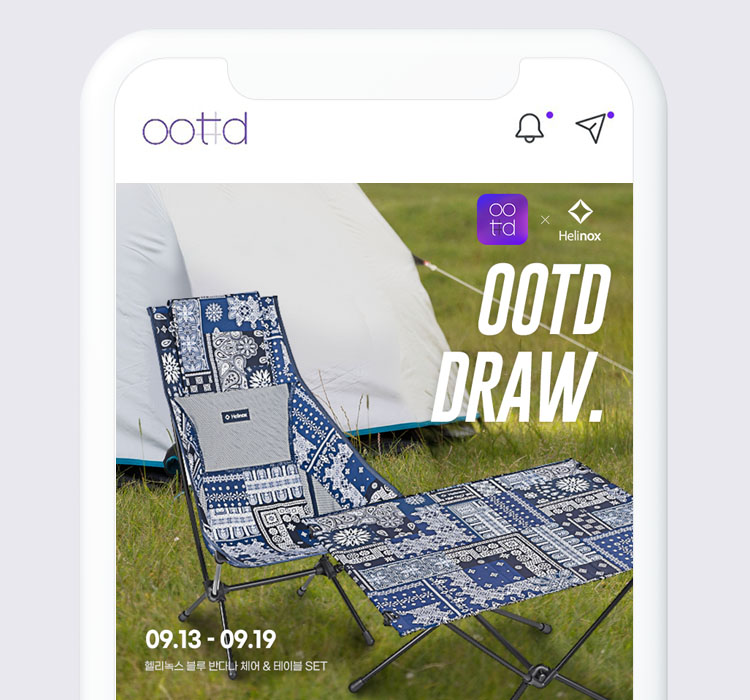 ootd
oo
td
×
Helinox
OOTD
DRAW.
Helinox
09.13 - 09.19
헬리녹스 블루 반다나 체어 & 테이블 SET